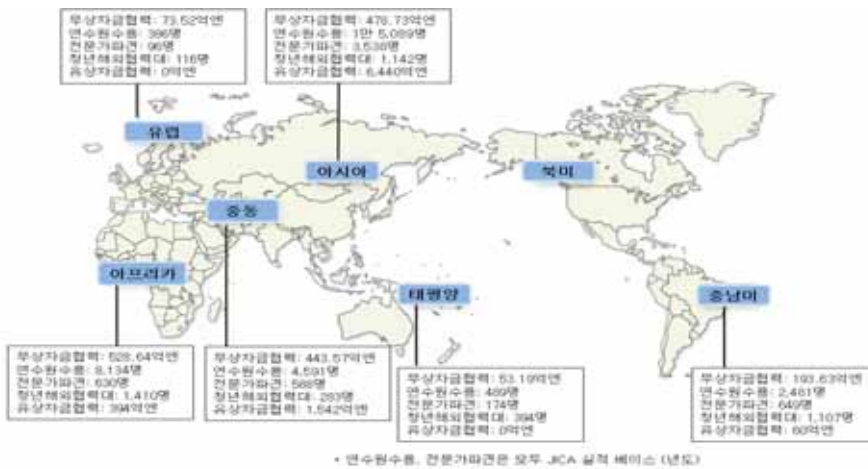 무상자금협력: 73.52억엔
연수원수용: 386명
전문가파견: 96명
청년해외협력대: 116명
유상자금협력: 0억엔
무상자금협력: 478.73억엔
연수원수용: 1만 5,089명
전문가파견: 3,538명
청년해외협력대: 1,142명
유상자금협력: 6,440억엔
유럽
아시아
북미
중동
아프리카
태평양
중남미
무상자금협력: 528.64억엔
연수원수용: 8,134명
전문가파견: 630명
청년해외협력대: 1,410명
유상자금협력: 394억엔
무상자금협력: 443.57억엔
연수원수용: 4,591명
전문가파견: 588명
청년해외협력대: 283명
유상자금협력: 1,542억엔
무상자금협력: 53.19억엔
연수원수용: 489명
전문가파견: 174명
청년해외협력대: 394명
유상자금협력: 0억엔
무상자금협력: 193.63억엔
연수원수용: 2,481명
전문가파견: 649명
청년해외협력대: 1,107명
유상자금협력: 60억엔
* 연수원수용, 전문가파견은 모두 JICA 실적 베이스 (년도)